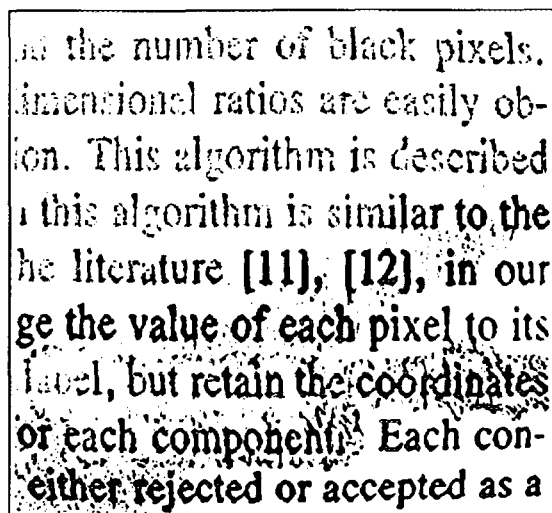 the number of black pixels.
dimensional ratios are easily ob-
ion. This algorithm is described
this algorithm is similar to the
he literature [11], [12], in our
ge the value of each pixel to its
label, but retain the coordinates
or each component. Each con-
either rejected or accepted as a